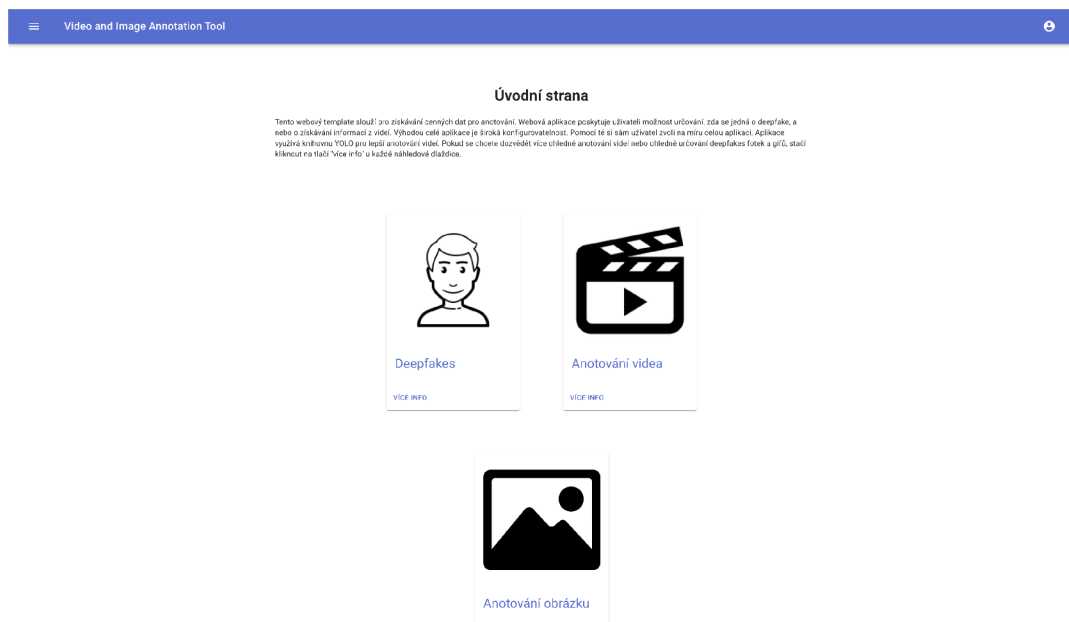 Video and Image Annotation Tool
Úvodní strana
Tento webový template slouží pro získávání cenných dat pro anotování. Webová aplikace poskytuje uživateli možnost určování, zda se jedná o deepfake, a
nebo o získávání informací z videí. Výhodou celé aplikace je široká konfigurovatelnost. Pomocí té si sám uživatel zvolí na míru celou aplikaci. Aplikace
využívá knihovnu YOLO pro lepší anotování videí. Pokud se chcete dozvědět více ohledně anotování videí nebo ohledně určování deepfakes fotek a gifů, stačí
kliknout na tlačí 'více info' u každé náhledové dlaždice.
Deepfakes
Anotování videa
VÍCE INFO
VÍCE INFO
Anotování obrázku